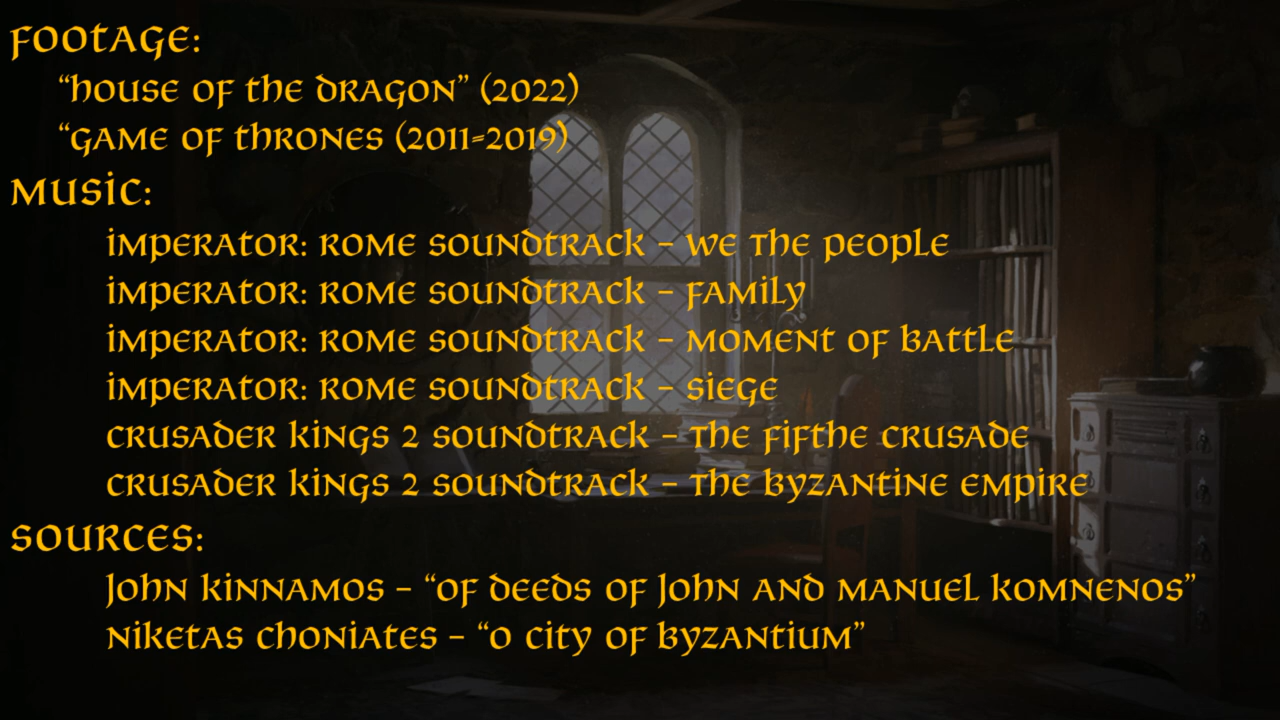 FOOTAGE:
“HOUSE OF THE DRAGON” (2022)
“GAME OF THRONES (2011-2019)
MUSIC:
IMPERATOR: ROME SOUNDTRACK - WE THE PEOPLE
IMPERATOR: ROME SOUNDTRACK - FAMILY
IMPERATOR: ROME SOUNDTRACK - MOMENT OF BATTLE
IMPERATOR: ROME SOUNDTRACK - SIEGE
CRUSADER KINGS 2 SOUNDTRACK - THE FIFTHE CRUSADE
CRUSADER KINGS 2 SOUNDTRACK - THE BYZANTINE EMPIRE
SOURCES:
JOHN KINNAMOS - “OF DEEDS OF JOHN AND MANUEL KOMNENOS”
NIKETAS CHONIATES - “O CITY OF BYZANTIUM”